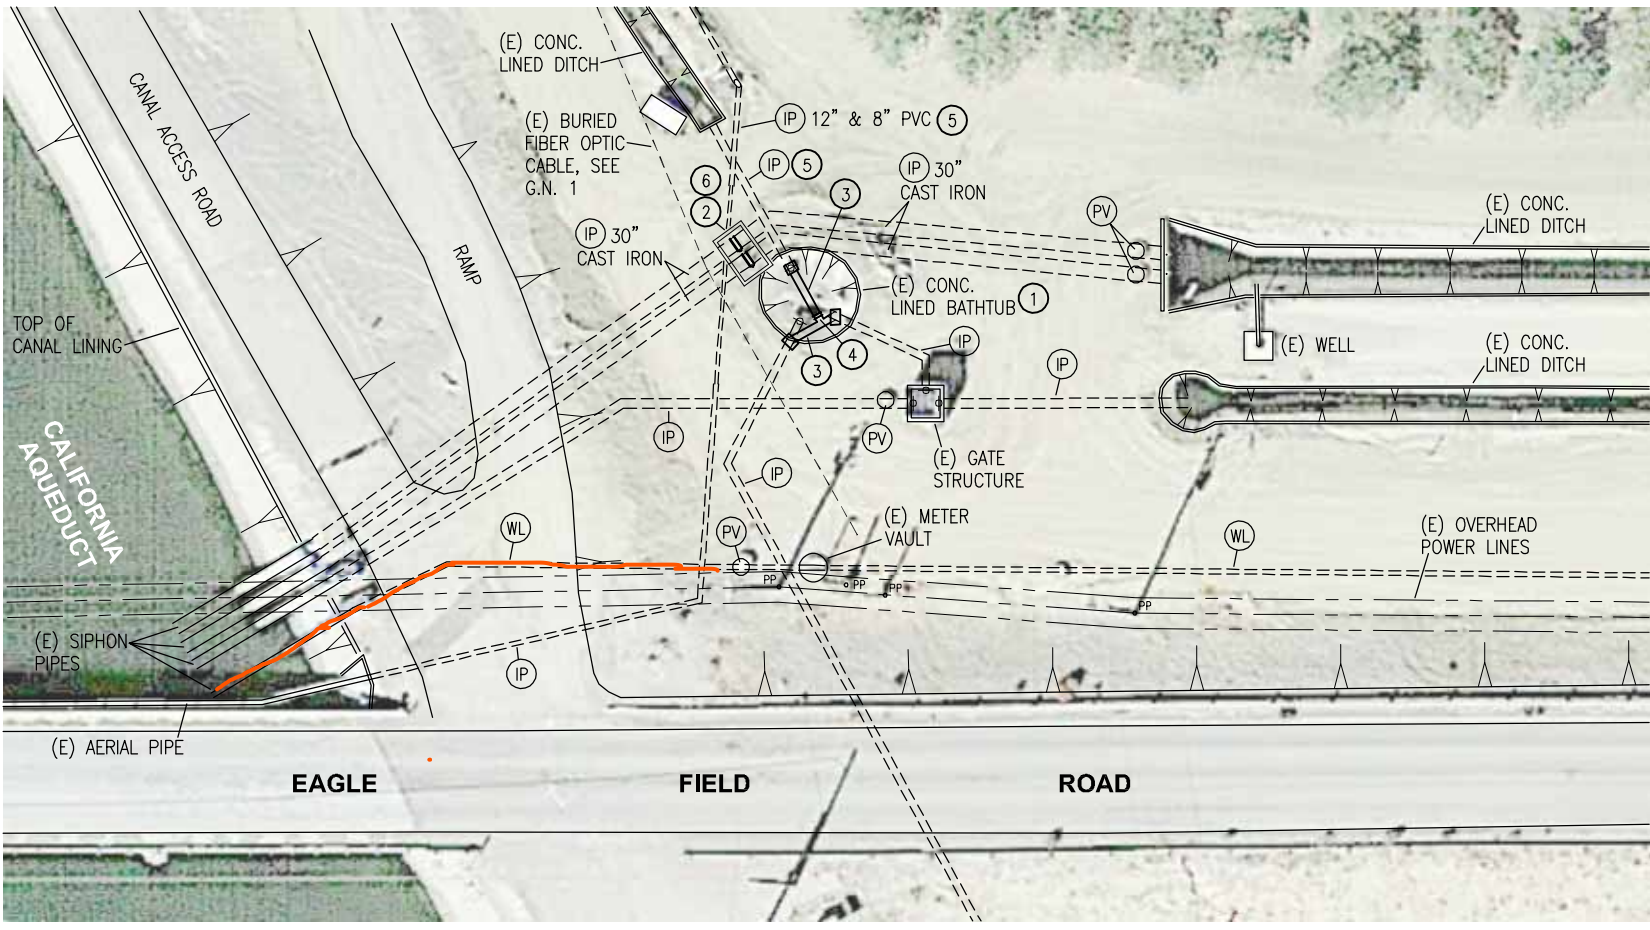 (E) CONC.
LINED DITCH
CANAL ACCESS ROAD
(E) BURIED
FIBER OPTIC
CABLE, SEE
G.N. 1
IP 12" & 8" PVC 5
IP 5
IP 30"
CAST IRON
6
2
3
IP 30"
CAST IRON
PV
(E) CONC.
LINED DITCH
RAMP
(E) CONC.
LINED BATHTUB 1
TOP OF
CANAL LINING
IP
(E) WELL
(E) CONC.
LINED DITCH
3
4
IP
PV
IP
IP
(E) GATE
STRUCTURE
CALIFORNIA
AQUEDUCT
WL
PV
(E) METER
VAULT
WL
(E) OVERHEAD
POWER LINES
PP
PP
PP
PP
(E) SIPHON
PIPES
IP
(E) AERIAL PIPE
EAGLE FIELD ROAD